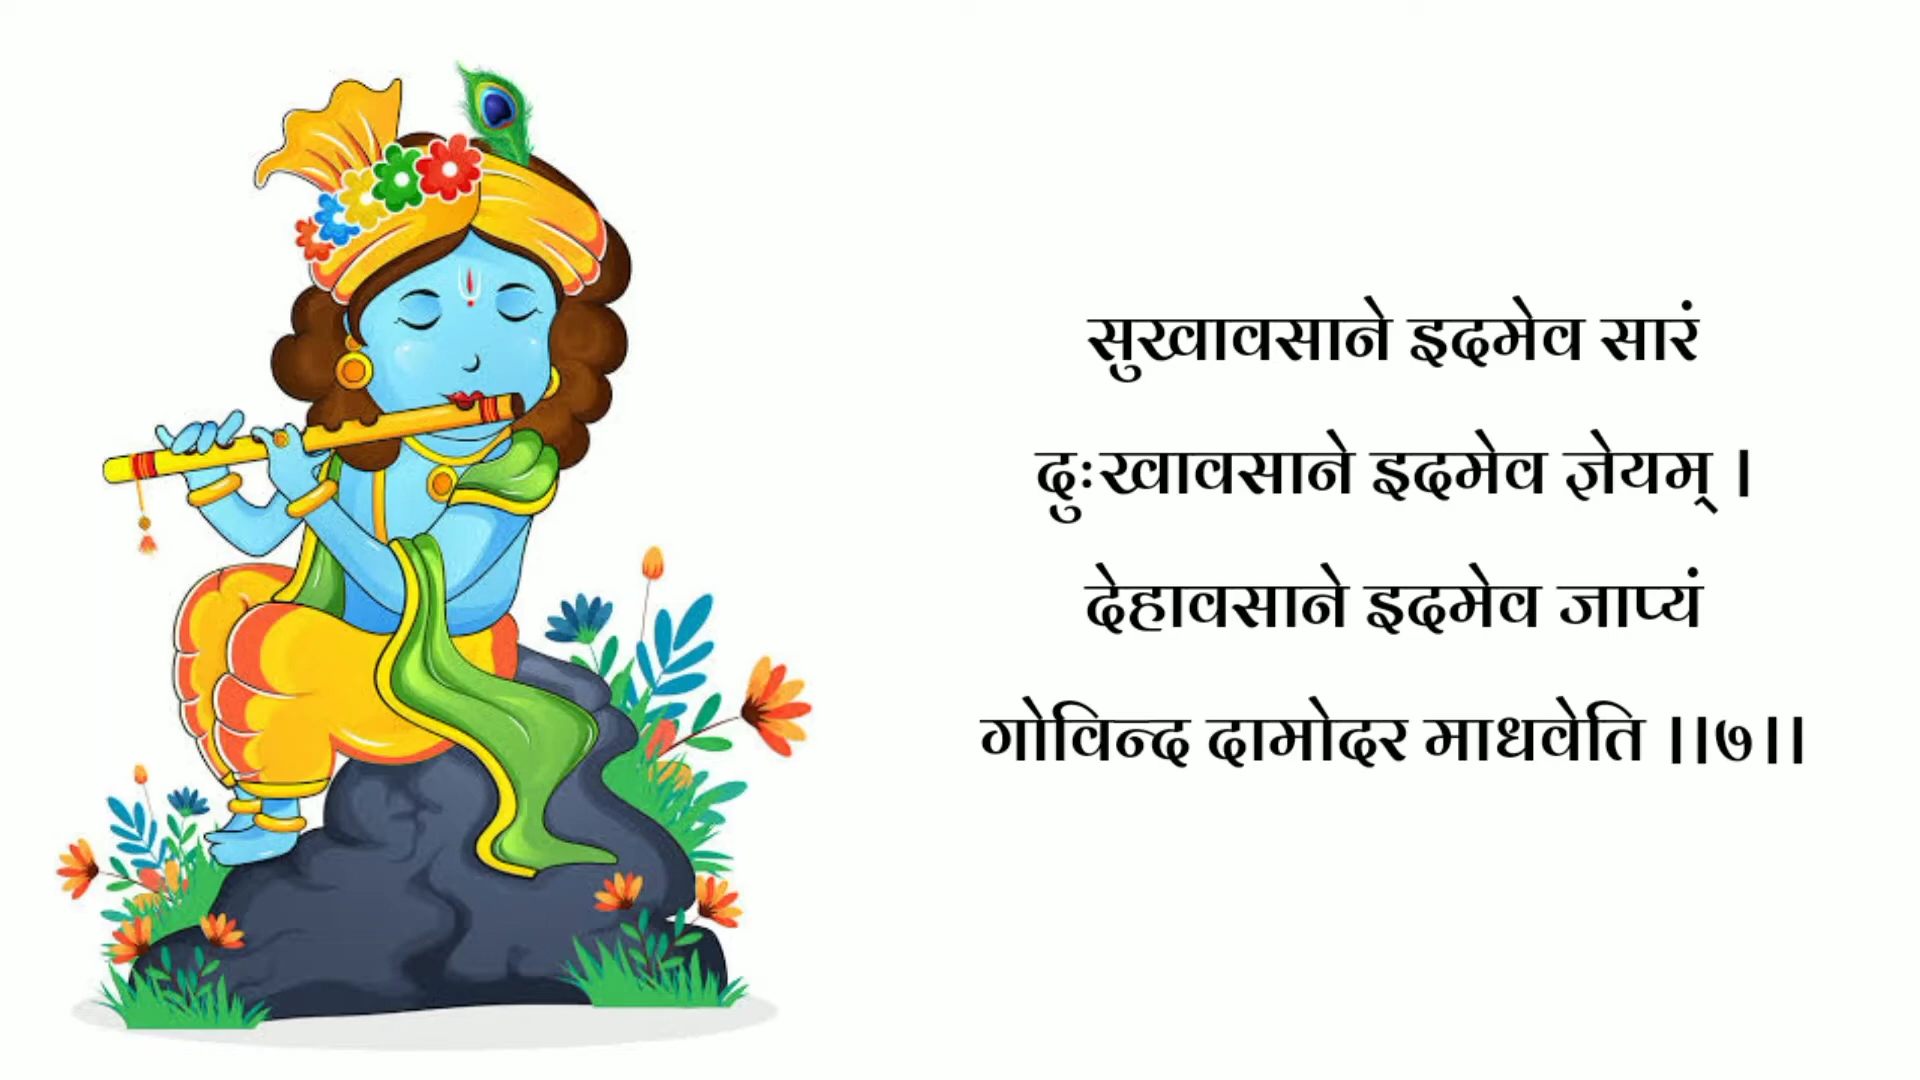 सुखावसाने इदमेव सारं
दुःखावसाने इदमेव ज्ञेयम् ।
देहावसाने इदमेव जाप्यं
गोविन्द दामोदर माधवेति ।।७।।